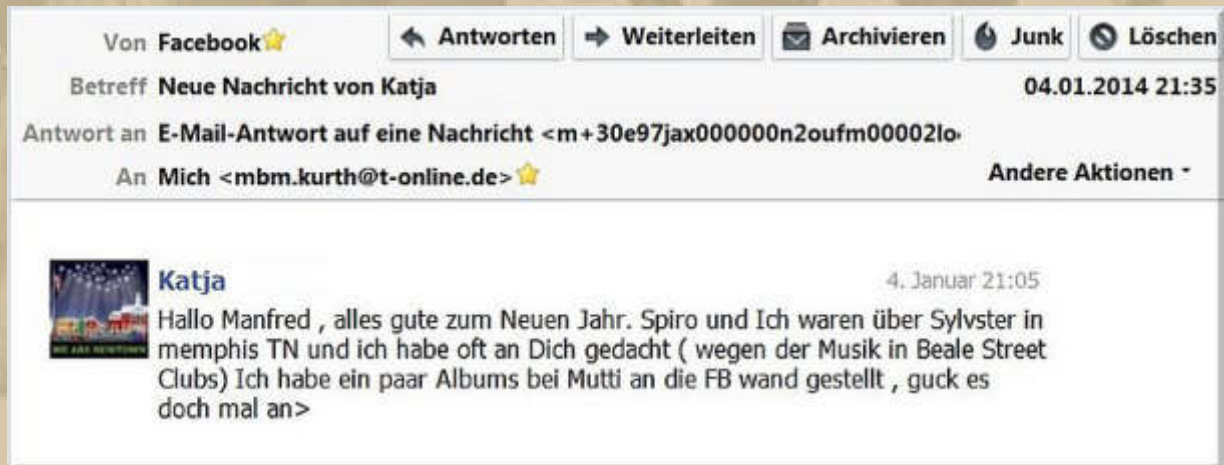 Von Facebook Antworten Weiterleiten Archivieren Junk Löschen
Betreff Neue Nachricht von Katja 04.01.2014 21:35
Antwort an E-Mail-Antwort auf eine Nachricht <m+30e97jax000000n2oufm00002lo
An Mich <mbm.kurth@t-online.de> Andere Aktionen
Katja 4. Januar 21:05
Hallo Manfred , alles gute zum Neuen Jahr. Spiro und Ich waren über Sylvster in
memphis TN und ich habe oft an Dich gedacht ( wegen der Musik in Beale Street
Clubs) Ich habe ein paar Albums bei Mutti an die FB wand gestellt , guck es
doch mal an>
WE ARE NEWTOWN